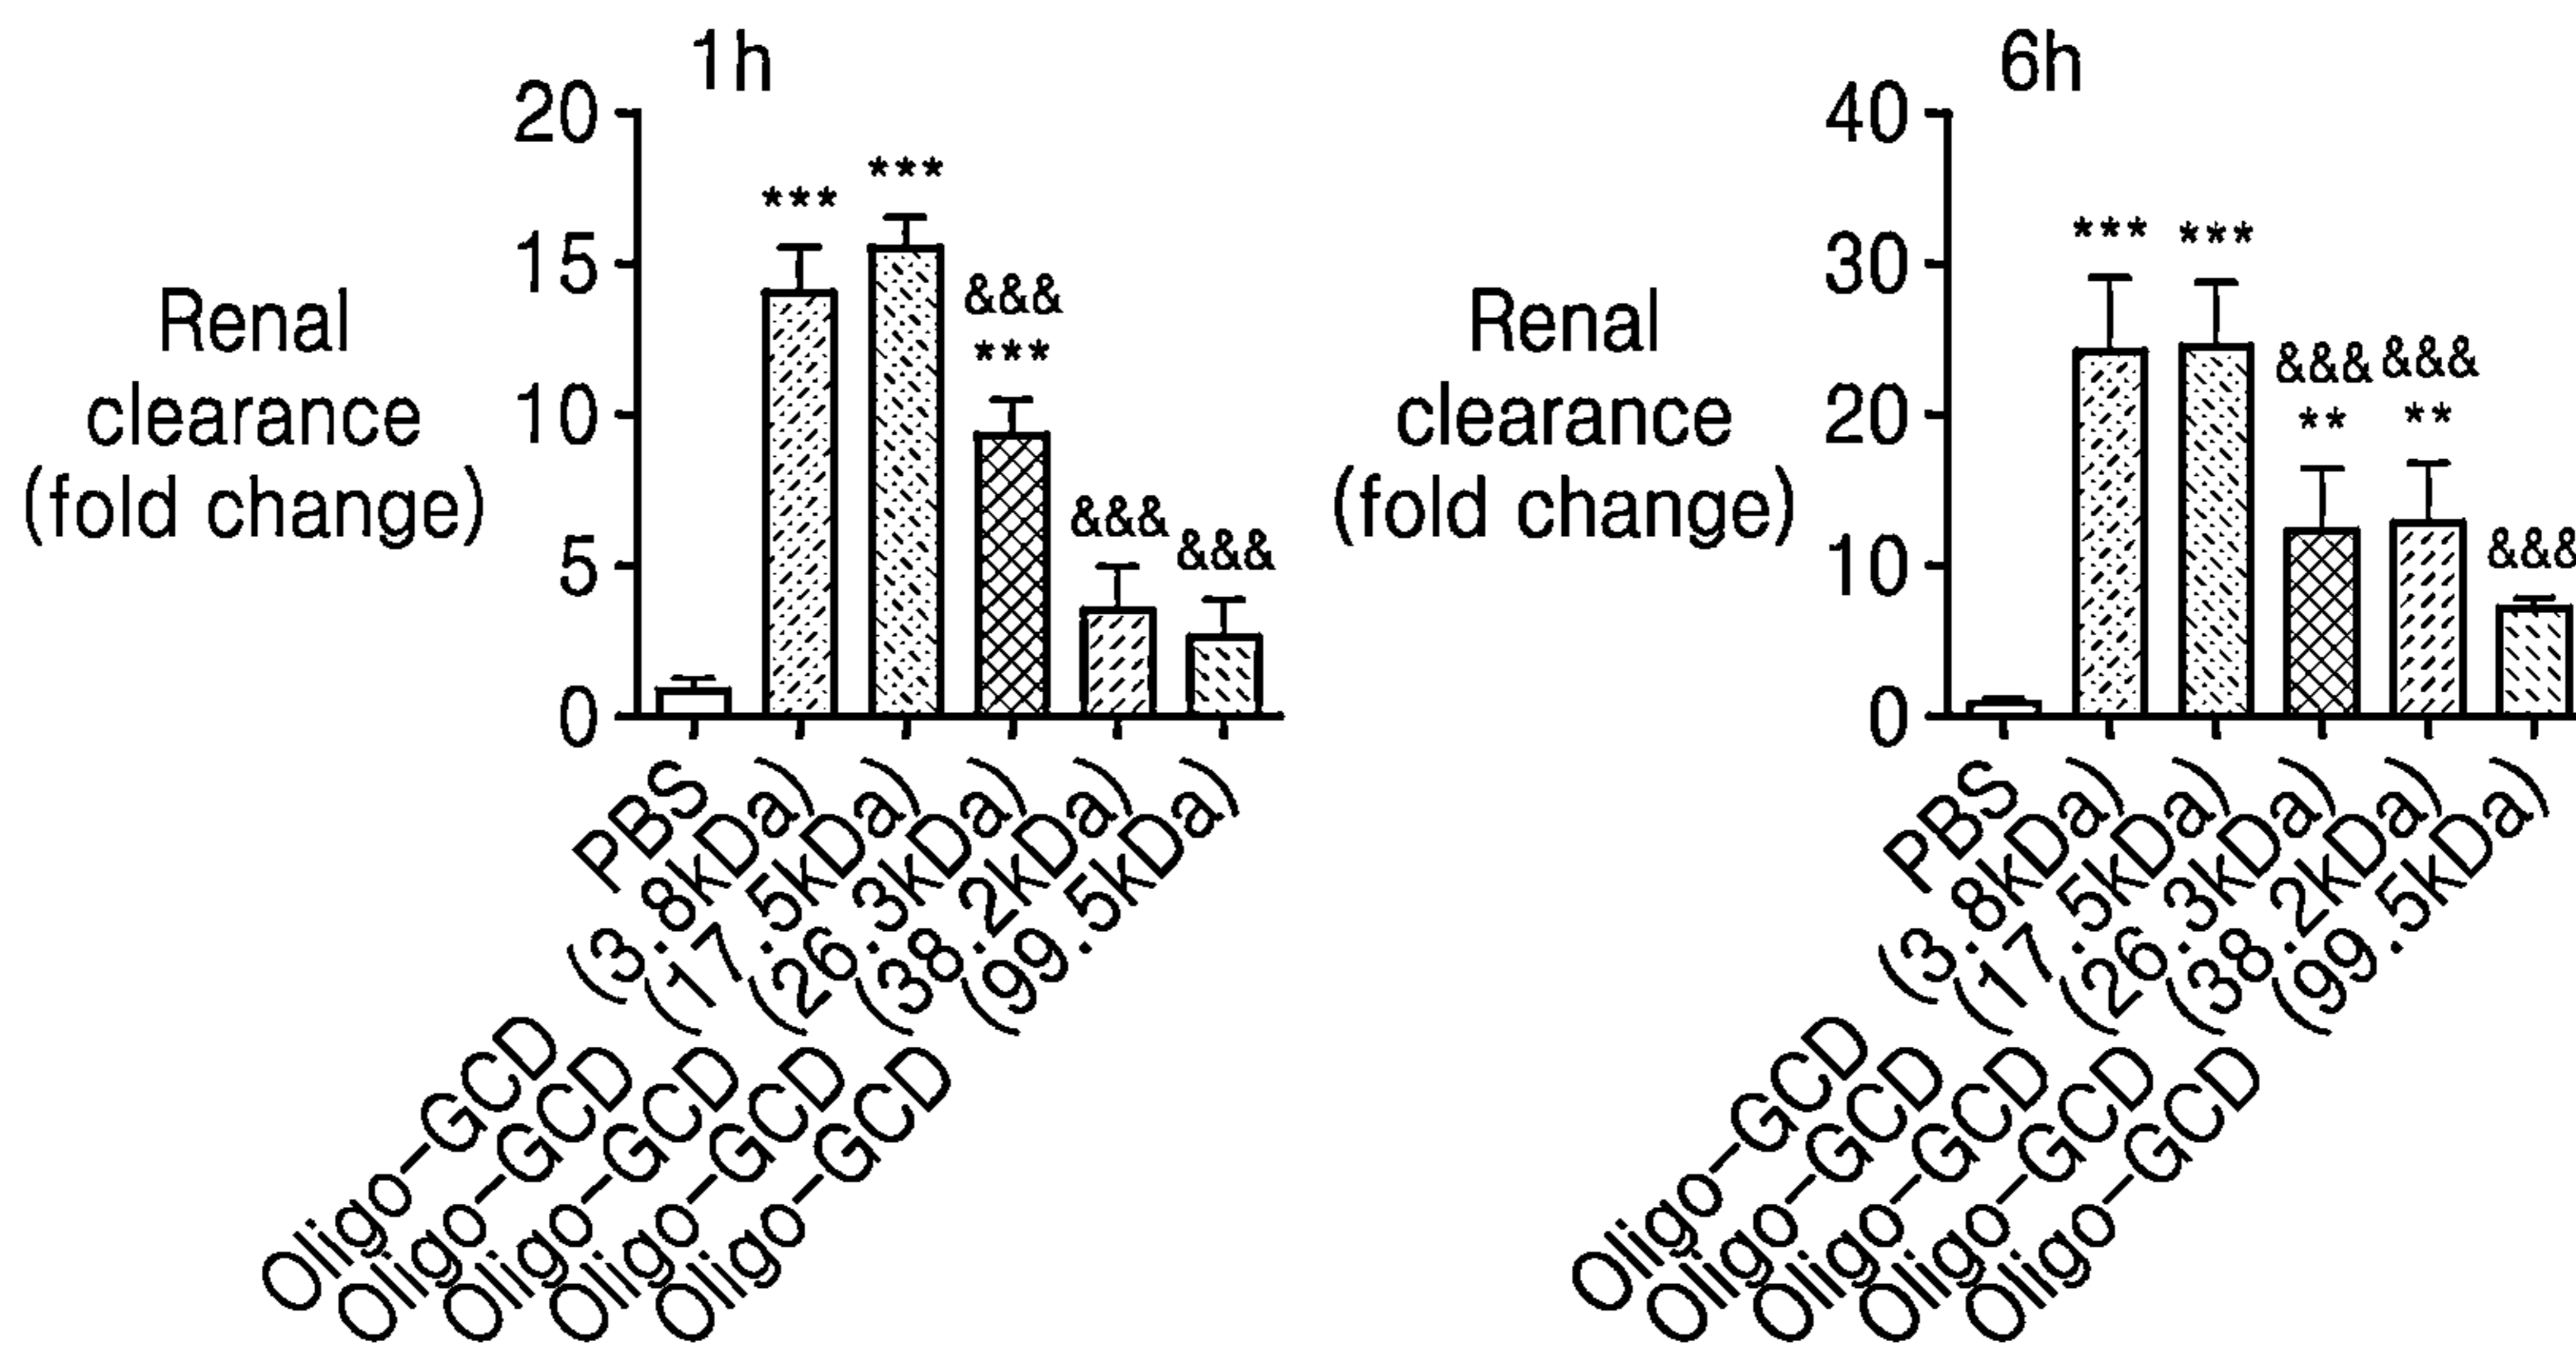 1h
20
15
10
5
0
Renal
clearance
(fold change)
***
***
&&&
***
&&&
&&&
PBS
Oligo-GCD (3.8kDa)
Oligo-GCD (17.5kDa)
Oligo-GCD (26.3kDa)
Oligo-GCD (38.2kDa)
Oligo-GCD (99.5kDa)
6h
40
30
20
10
0
Renal
clearance
(fold change)
***
***
&&&
**
&&&
**
&&&
PBS
Oligo-GCD (3.8kDa)
Oligo-GCD (17.5kDa)
Oligo-GCD (26.3kDa)
Oligo-GCD (38.2kDa)
Oligo-GCD (99.5kDa)